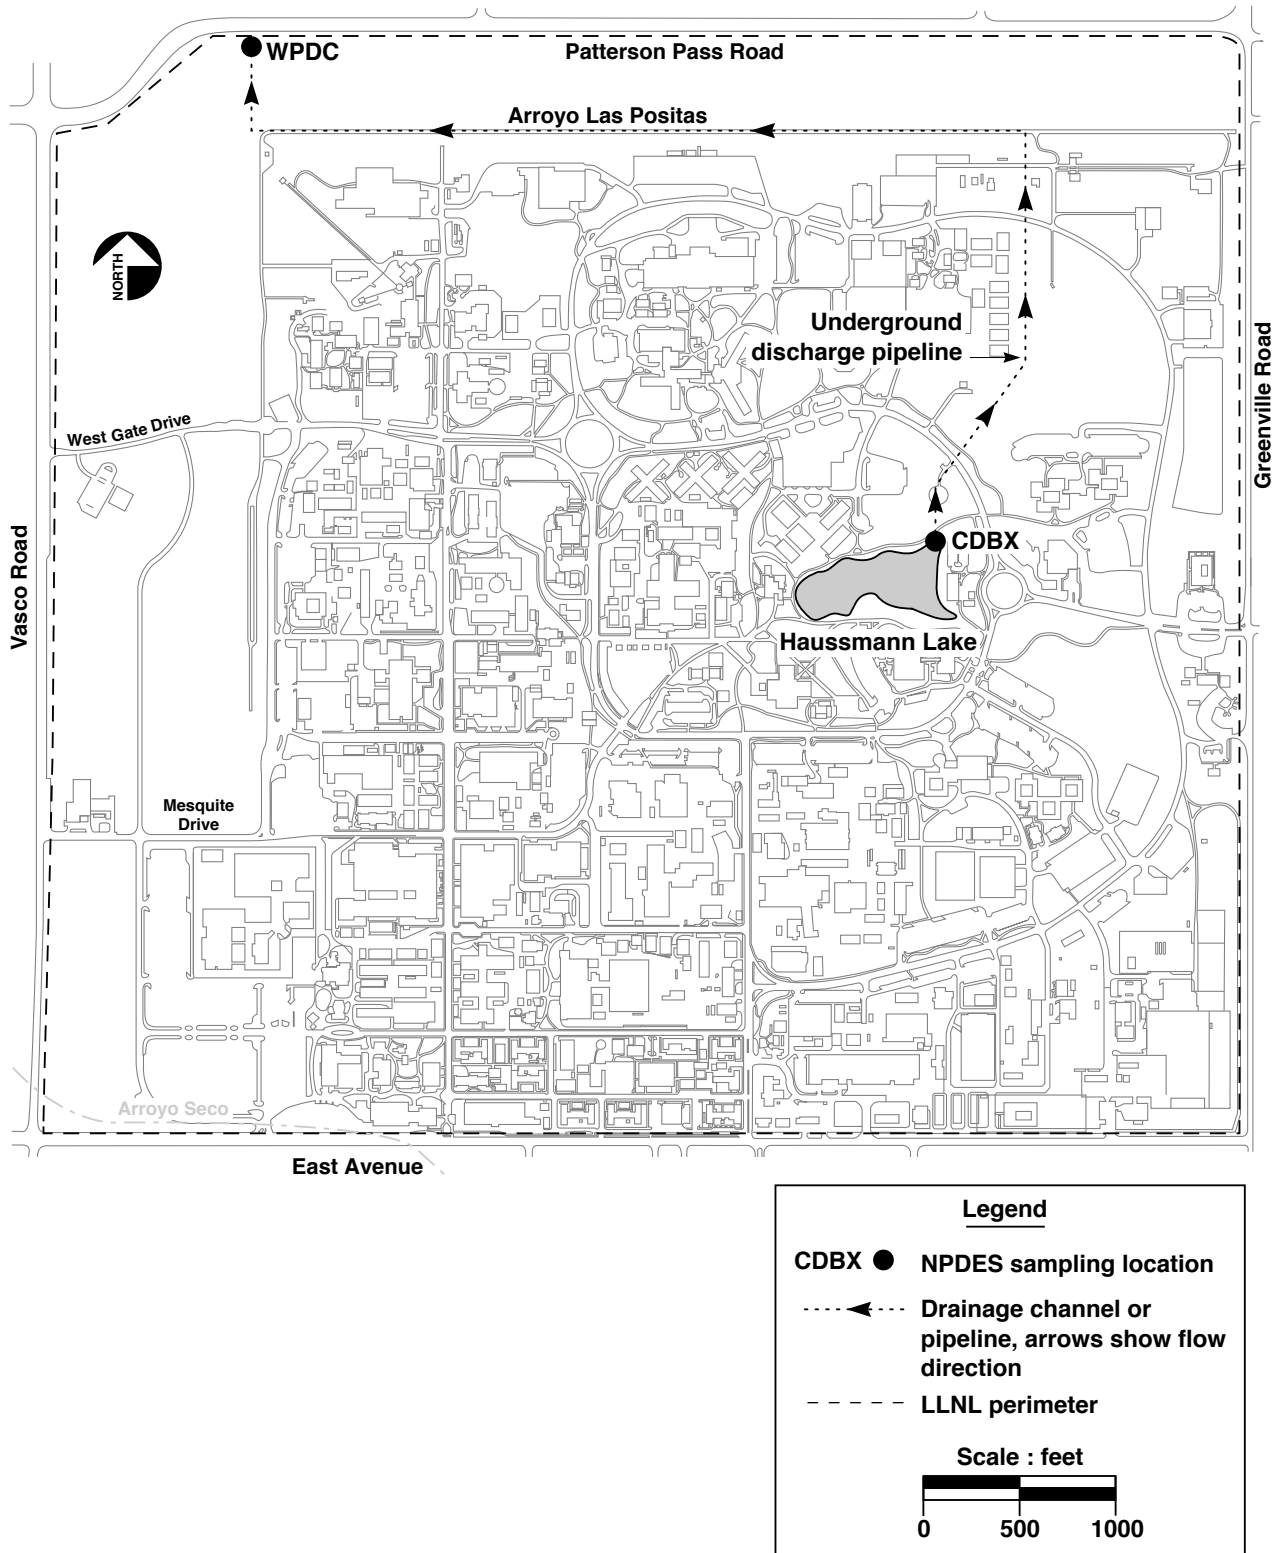 WPDC
Patterson Pass Road
Arroyo Las Positas
NORTH
Underground
discharge pipeline
Greenville Road
West Gate Drive
CDBX
Vasco Road
Haussmann Lake
Mesquite
Drive
Arroyo Seco
East Avenue
Legend
CDBX NPDES sampling location
Drainage channel or
pipeline, arrows show flow
direction
LLNL perimeter
Scale : feet
0 500 1000